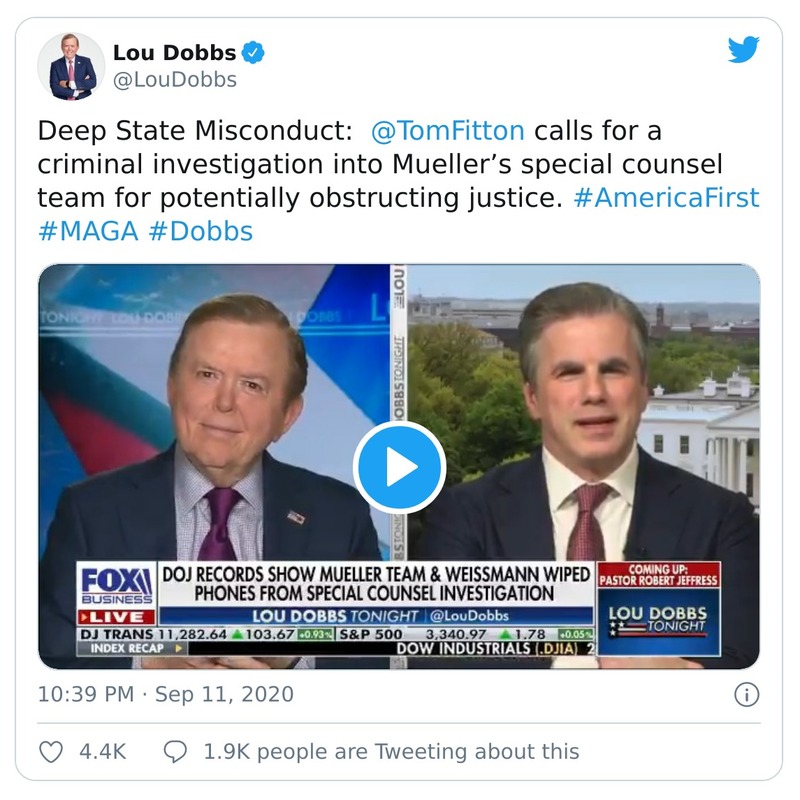 Lou Dobbs
@LouDobbs
Deep State Misconduct: @TomFitton calls for a
criminal investigation into Mueller’s special counsel
team for potentially obstructing justice. #AmericaFirst
#MAGA #Dobbs
TONIGHT LOU DOBBS
DOBBS
LOU
DOBBS TONIGHT
FOX
BUSINESS
LIVE
DOJ RECORDS SHOW MUELLER TEAM & WEISSMANN WIPED
PHONES FROM SPECIAL COUNSEL INVESTIGATION
LOU DOBBS TONIGHT | @LouDobbs
COMING UP:
PASTOR ROBERT JEFFRESS
LOU DOBBS
TONIGHT
DJ TRANS 11,282.64 ▲ 103.67 +0.93% S&P 500 3,340.97 ▲ 1.78 +0.05%
INDEX RECAP DOW INDUSTRIALS (.DJIA) 2
10:39 PM · Sep 11, 2020
4.4K 1.9K people are Tweeting about this